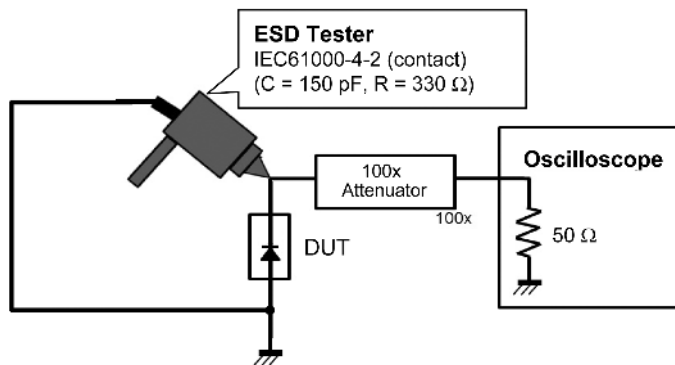 ESD Tester
IEC61000-4-2 (contact)
(C = 150 pF, R = 330 Ω)
Oscilloscope
100x
Attenuator
100x
50 Ω
DUT